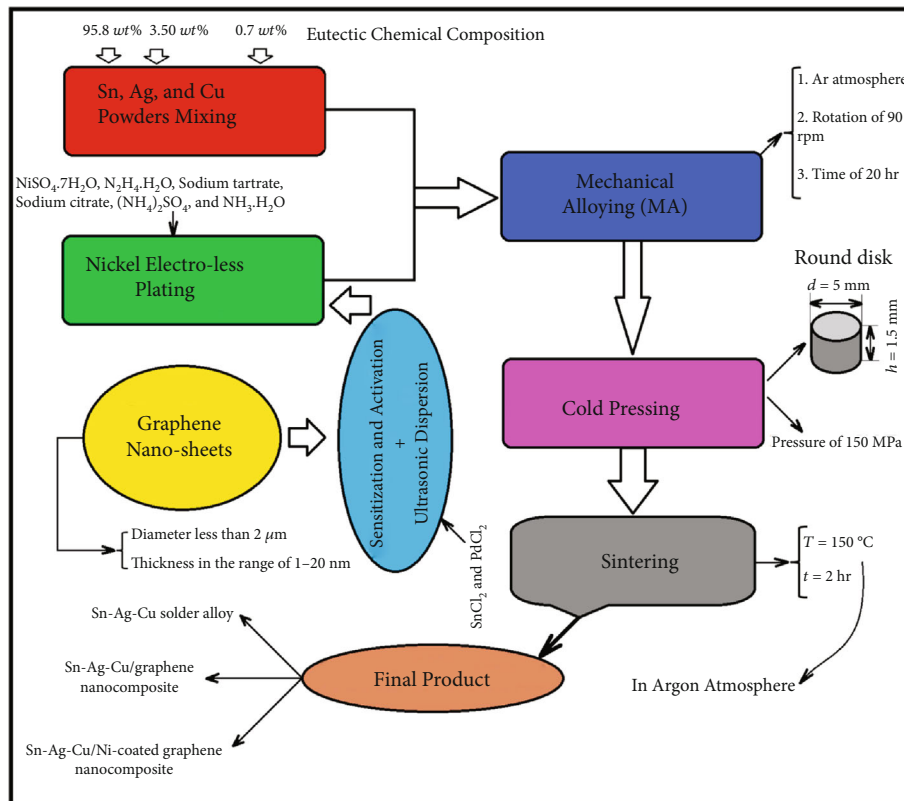 95.8 wt% 3.50 wt% 0.7 wt% Eutectic Chemical Composition
Sn, Ag, and Cu
Powders Mixing
NiSO₄.7H₂O, N₂H₄.H₂O, Sodium tartrate,
Sodium citrate, (NH₄)₂SO₄, and NH₃.H₂O
Nickel Electro-less
Plating
Graphene
Nano-sheets
Diameter less than 2 μm
Thickness in the range of 1–20 nm
Sensitization and Activation
+
Ultrasonic Dispersion
SnCl₂ and PdCl₂
Mechanical
Alloying (MA)
1. Ar atmosphere
2. Rotation of 90
rpm
3. Time of 20 hr
Round disk
d = 5 mm
h = 1.5 mm
Cold Pressing
Pressure of 150 MPa
Sintering
T = 150 °C
t = 2 hr
In Argon Atmosphere
Final Product
Sn-Ag-Cu solder alloy
Sn-Ag-Cu/graphene
nanocomposite
Sn-Ag-Cu/Ni-coated graphene
nanocomposite